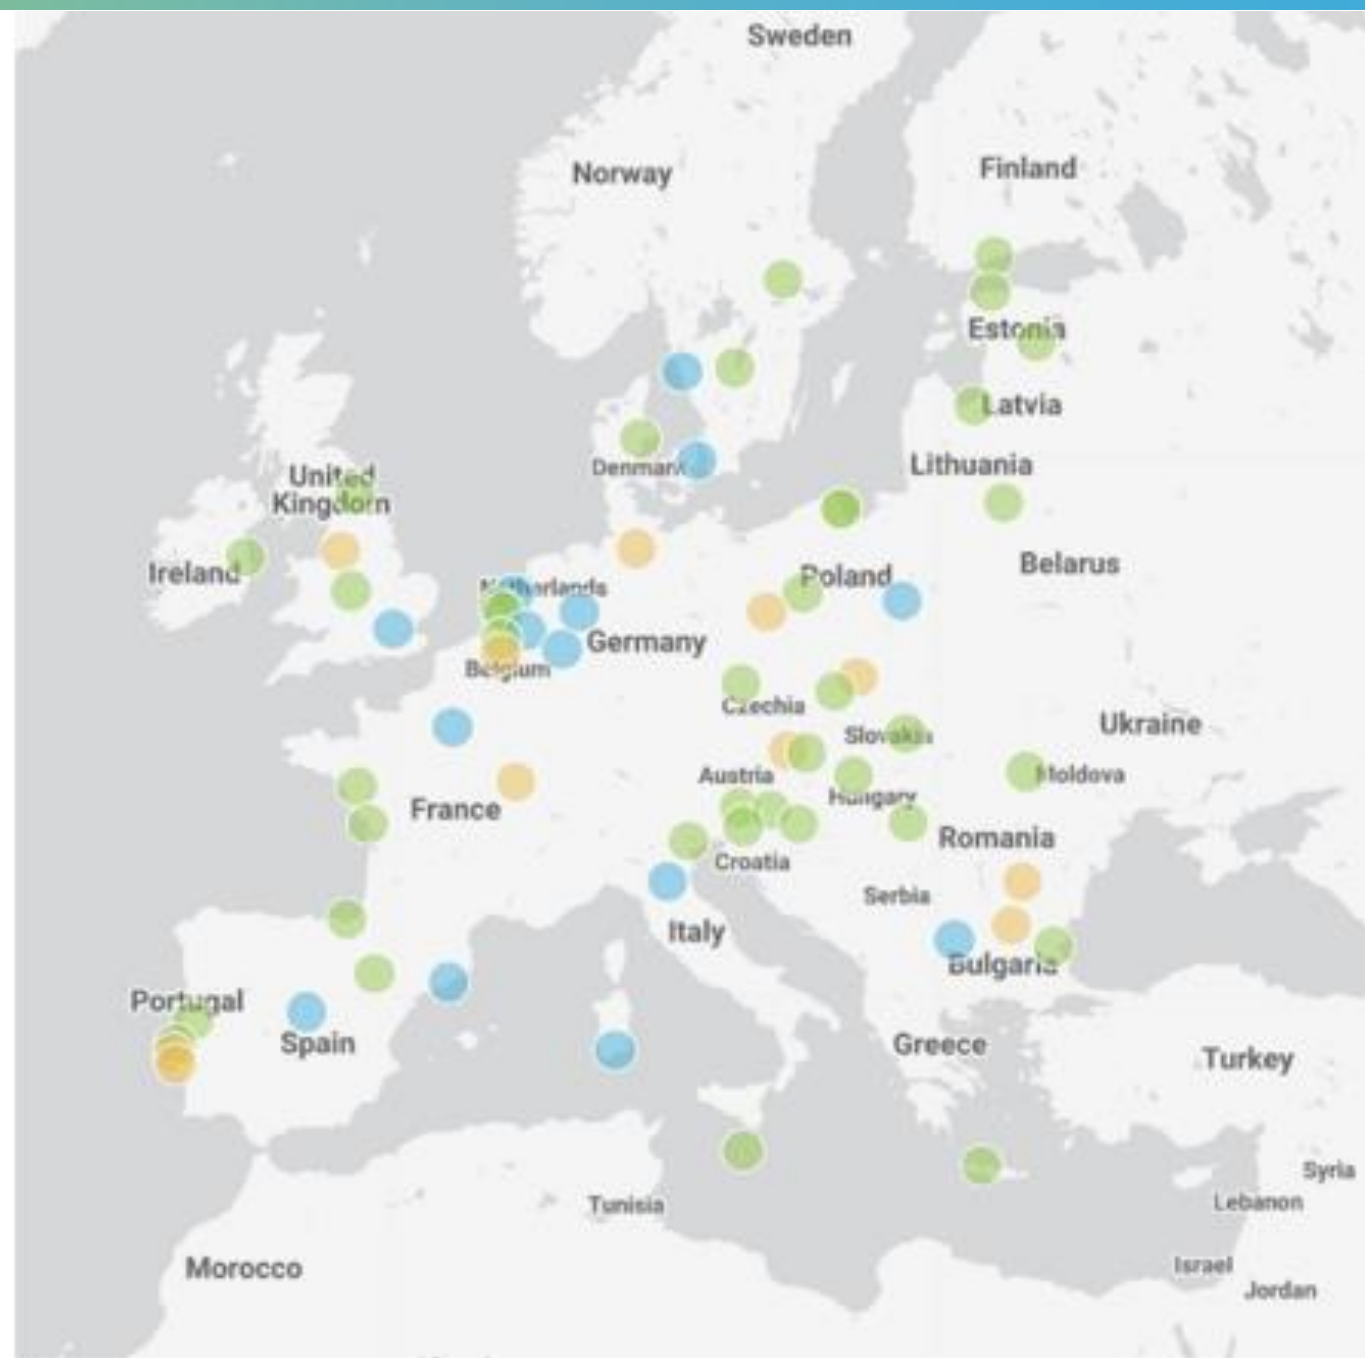 Sweden
Norway
Finland
Estonia
Latvia
United
Kingdom
Denmark
Lithuania
Ireland
Belarus
Netherlands
Poland
Germany
Belgium
Czechia
Slovakia
Ukraine
Austria
Moldova
Hungary
France
Romania
Croatia
Serbia
Italy
Bulgaria
Portugal
Spain
Greece
Turkey
Syria
Tunisia
Lebanon
Morocco
Israel
Jordan